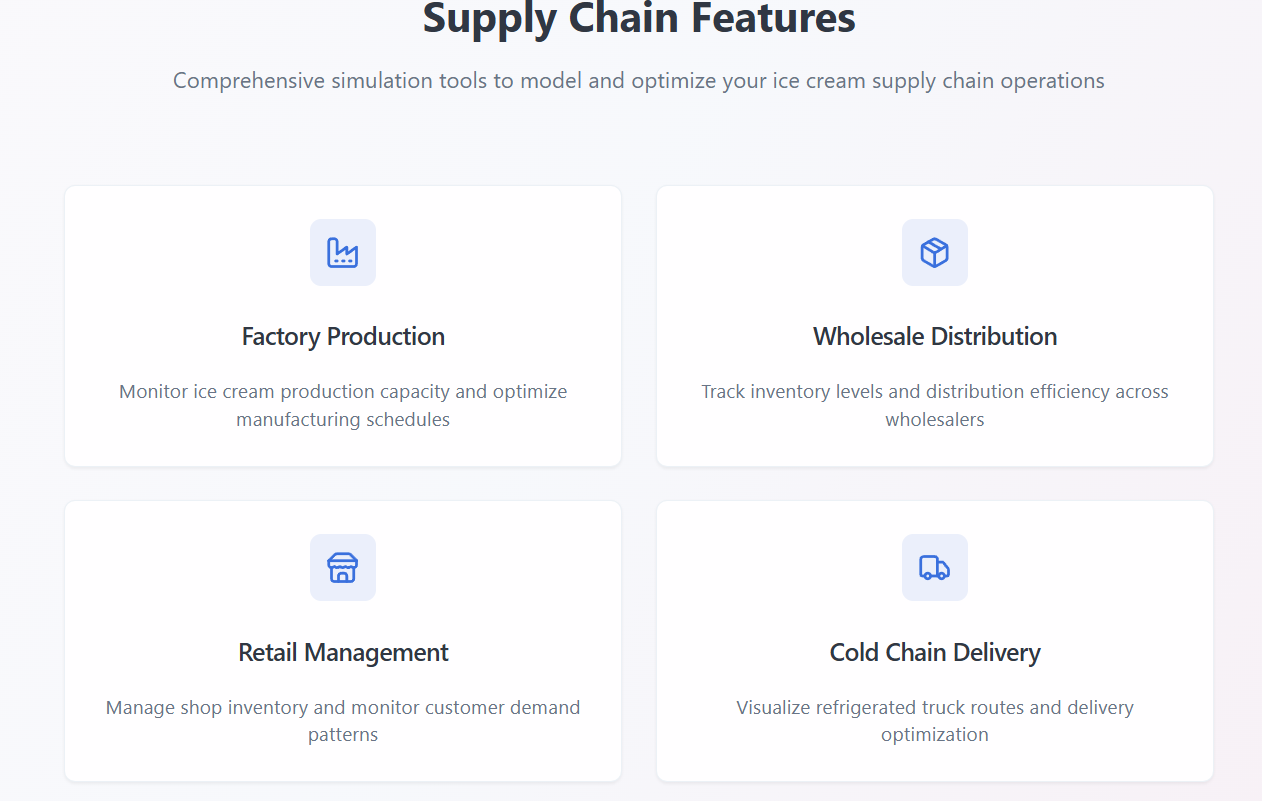 Supply Chain Features
Comprehensive simulation tools to model and optimize your ice cream supply chain operations
Factory Production
Monitor ice cream production capacity and optimize
manufacturing schedules
Wholesale Distribution
Track inventory levels and distribution efficiency across
wholesalers
Retail Management
Manage shop inventory and monitor customer demand
patterns
Cold Chain Delivery
Visualize refrigerated truck routes and delivery
optimization